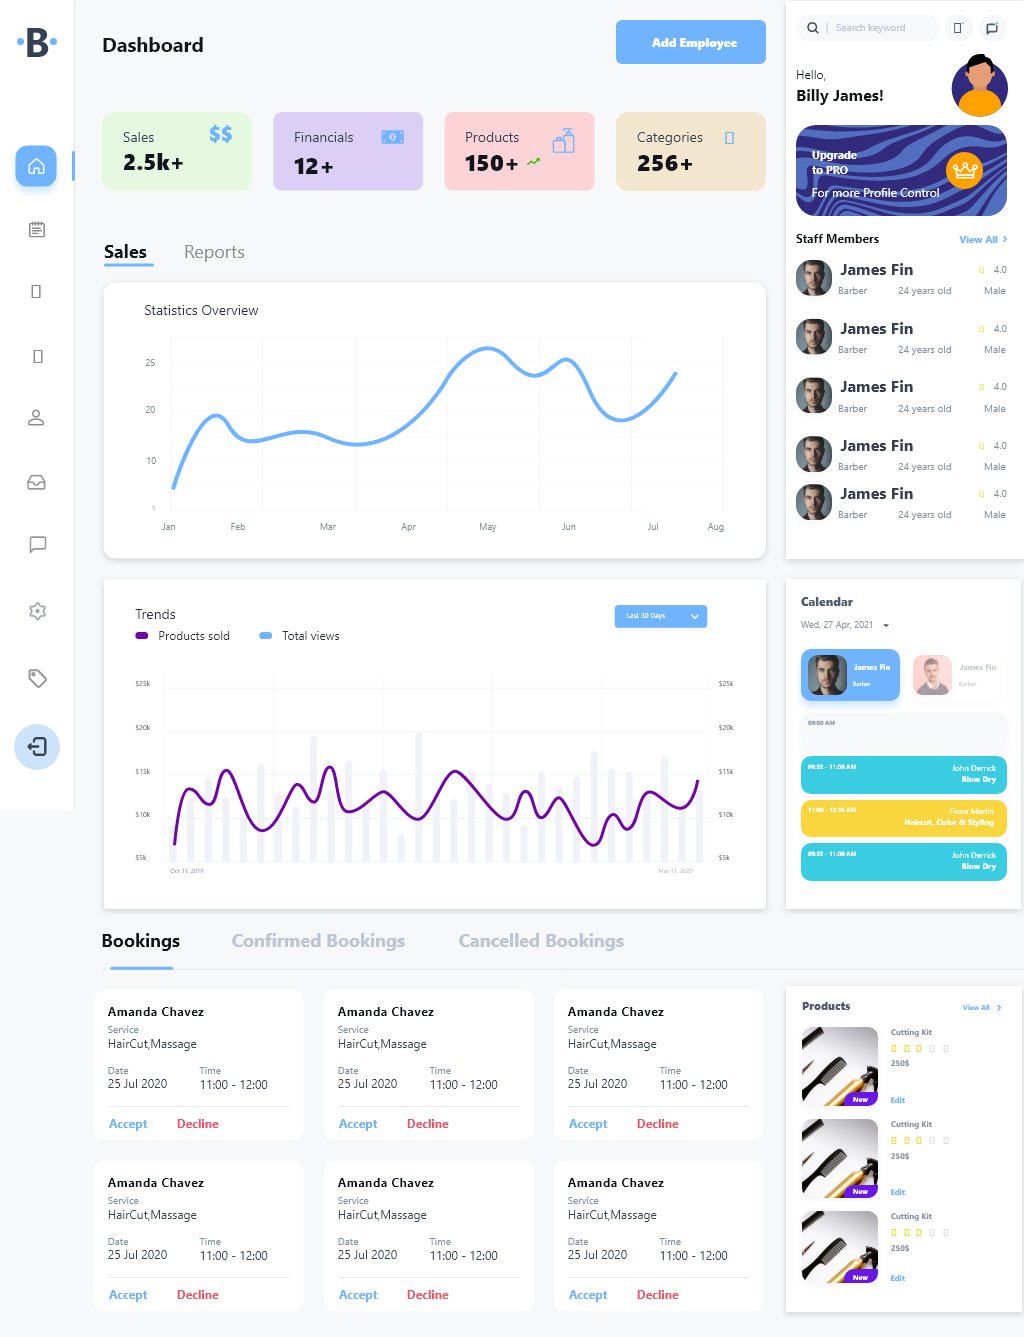 B
Dashboard
Add Employee
Sales
$$
2.5k+
Financials
12+
Products
150+
Categories
256+
Sales
Reports
Statistics Overview
25
20
10
1
Jan
Feb
Mar
Apr
May
Jun
Jul
Aug
Trends
Products sold
Total views
Last 30 Days
$25k
$20k
$15k
$10k
$5k
$25k
$20k
$15k
$10k
$5k
Oct 11, 2019
Mar 11, 2020
Search keyword
Hello,
Billy James!
Upgrade
to PRO
For more Profile Control
Staff Members
View All
James Fin
4.0
Barber
24 years old
Male
James Fin
4.0
Barber
24 years old
Male
James Fin
4.0
Barber
24 years old
Male
James Fin
4.0
Barber
24 years old
Male
James Fin
4.0
Barber
24 years old
Male
Calendar
Wed, 27 Apr, 2021
James Fin
Barber
James Fin
Barber
09:00 AM
09:55 - 11:00 AM
John Derrick
Blow Dry
11:00 - 12:15 AM
Fiona Martin
Haircut, Color & Styling
09:55 - 11:00 AM
John Derrick
Blow Dry
Bookings
Confirmed Bookings
Cancelled Bookings
Amanda Chavez
Service
HairCut,Massage
Date
Time
25 Jul 2020
11:00 - 12:00
Accept
Decline
Amanda Chavez
Service
HairCut,Massage
Date
Time
25 Jul 2020
11:00 - 12:00
Accept
Decline
Amanda Chavez
Service
HairCut,Massage
Date
Time
25 Jul 2020
11:00 - 12:00
Accept
Decline
Amanda Chavez
Service
HairCut,Massage
Date
Time
25 Jul 2020
11:00 - 12:00
Accept
Decline
Amanda Chavez
Service
HairCut,Massage
Date
Time
25 Jul 2020
11:00 - 12:00
Accept
Decline
Amanda Chavez
Service
HairCut,Massage
Date
Time
25 Jul 2020
11:00 - 12:00
Accept
Decline
Products
View All
Cutting Kit
250$
New
Edit
Cutting Kit
250$
New
Edit
Cutting Kit
250$
New
Edit